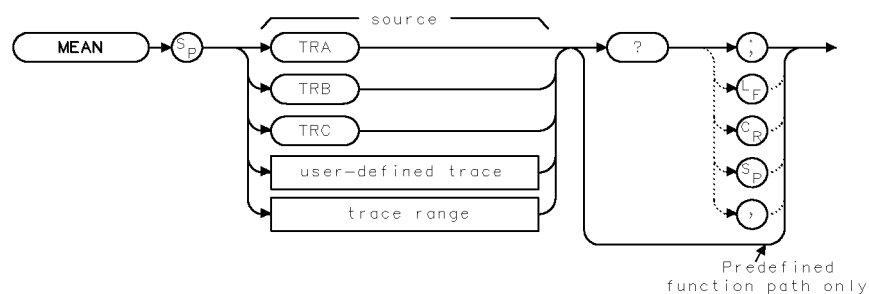 source
MEAN SP TRA ? ;
TRB LF
TRC CR
user-defined trace SP
trace range ,
Predefined
function path only